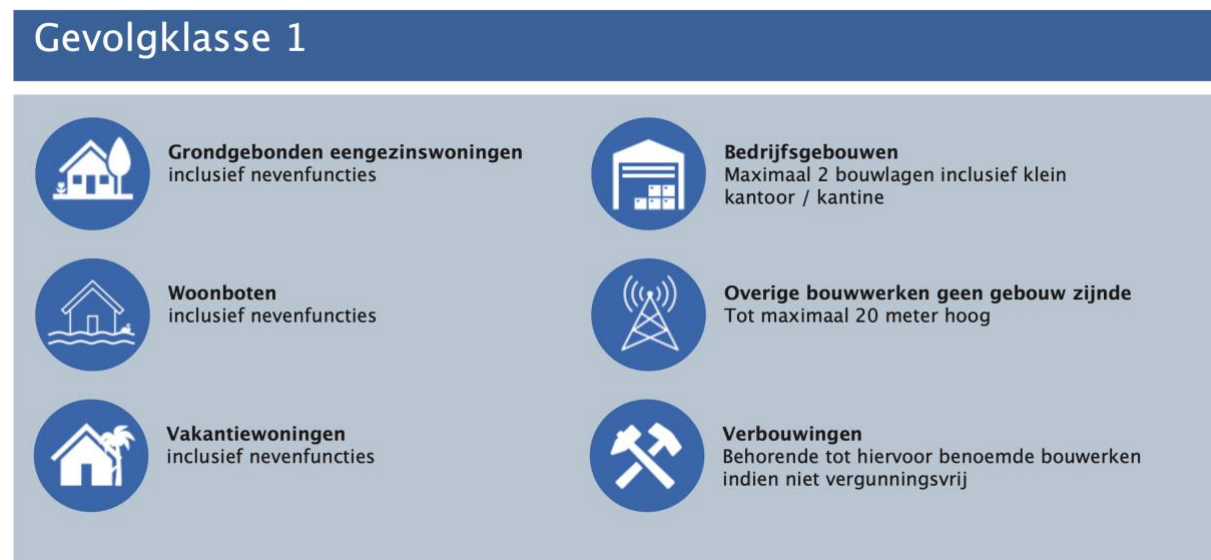 Gevolgklasse 1
Grondgebonden eengezinswoningen
inclusief nevenfuncties
Woonboten
inclusief nevenfuncties
Vakantiewoningen
inclusief nevenfuncties
Bedrijfsgebouwen
Maximaal 2 bouwlagen inclusief klein
kantoor / kantine
Overige bouwwerken geen gebouw zijnde
Tot maximaal 20 meter hoog
Verbouwingen
Behorende tot hiervoor benoemde bouwerken
indien niet vergunningsvrij